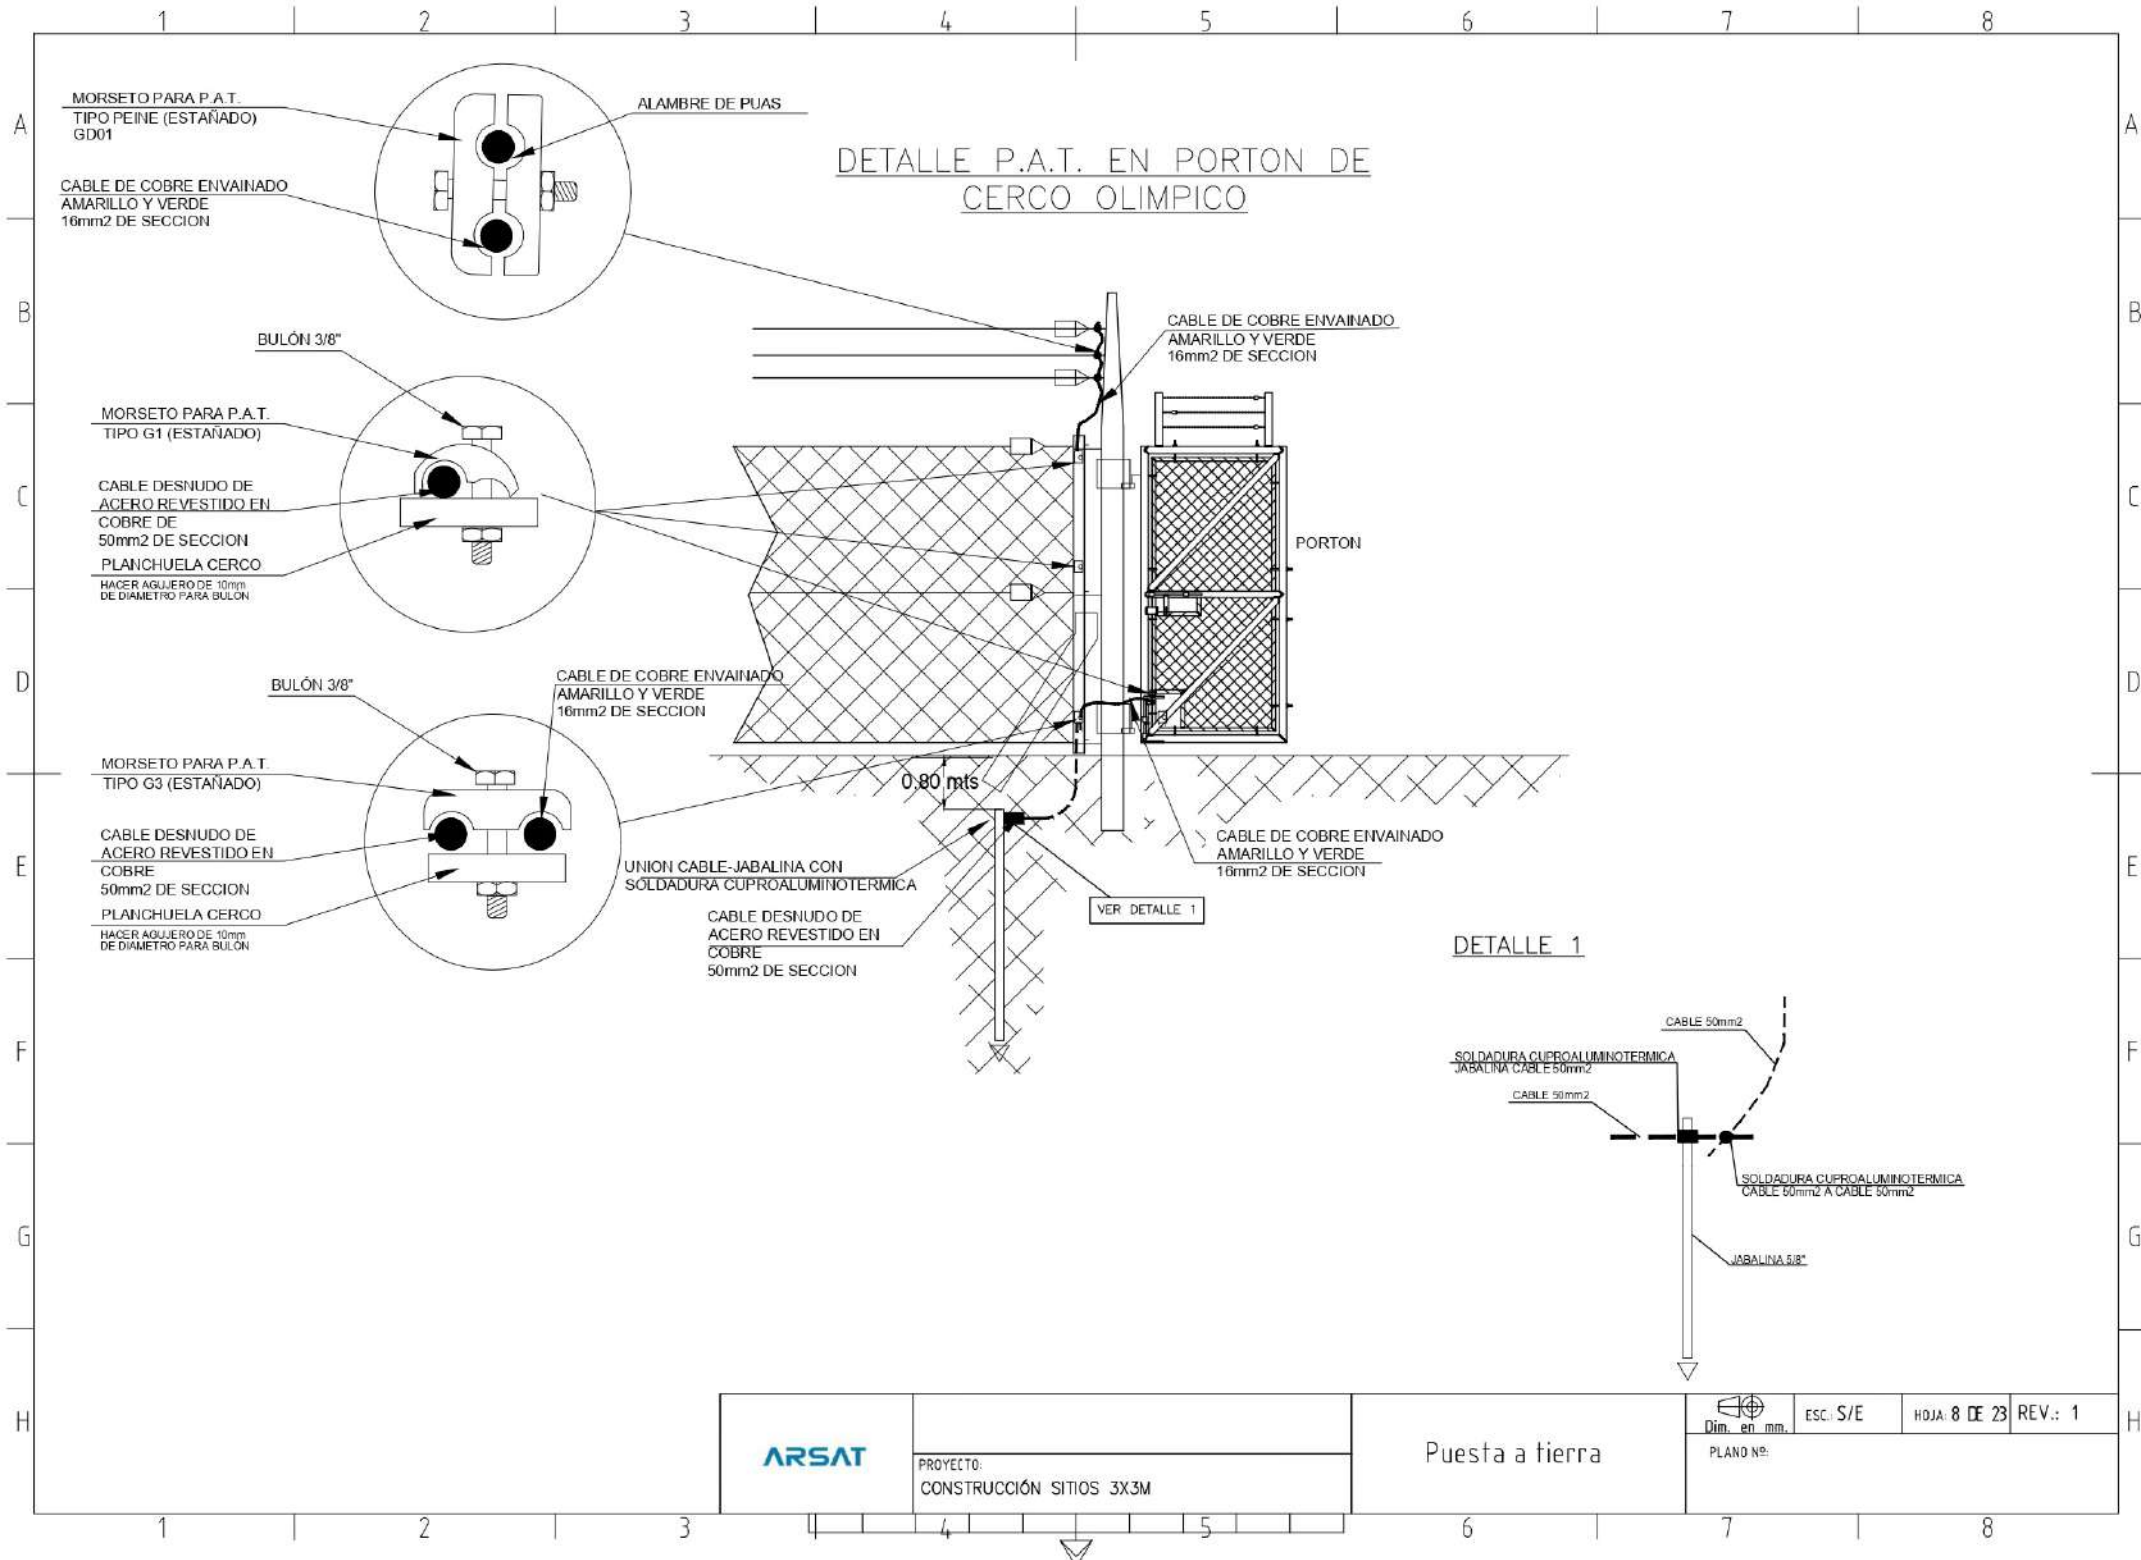 1 2 3 4 5 6 7 8
A
B
C
D
E
F
G
H
A
B
C
D
E
F
G
H
DETALLE P.A.T. EN PORTON DE
CERCO OLIMPICO
MORSETO PARA P.A.T.
TIPO PEINE (ESTAÑADO)
GD01
CABLE DE COBRE ENVAINADO
AMARILLO Y VERDE
16mm2 DE SECCION
ALAMBRE DE PUAS
BULÓN 3/8"
MORSETO PARA P.A.T.
TIPO G1 (ESTAÑADO)
CABLE DESNUDO DE
ACERO REVESTIDO EN
COBRE DE
50mm2 DE SECCION
PLANCHUELA CERCO
HACER AGUJERO DE 10mm
DE DIAMETRO PARA BULON
BULÓN 3/8"
CABLE DE COBRE ENVAINADO
AMARILLO Y VERDE
16mm2 DE SECCION
MORSETO PARA P.A.T.
TIPO G3 (ESTAÑADO)
CABLE DESNUDO DE
ACERO REVESTIDO EN
COBRE
50mm2 DE SECCION
PLANCHUELA CERCO
HACER AGUJERO DE 10mm
DE DIAMETRO PARA BULÓN
CABLE DE COBRE ENVAINADO
AMARILLO Y VERDE
16mm2 DE SECCION
PORTON
0.80 mts
UNION CABLE-JABALINA CON
SOLDADURA CUPROALUMINOTERMICA
CABLE DESNUDO DE
ACERO REVESTIDO EN
COBRE
50mm2 DE SECCION
CABLE DE COBRE ENVAINADO
AMARILLO Y VERDE
16mm2 DE SECCION
VER DETALLE 1
DETALLE 1
CABLE 50mm2
SOLDADURA CUPROALUMINOTERMICA
JABALINA CABLE 50mm2
CABLE 50mm2
SOLDADURA CUPROALUMINOTERMICA
CABLE 50mm2 A CABLE 50mm2
JABALINA 5/8"
ARSAT
PROYECTO:
CONSTRUCCIÓN SITIOS 3X3M
Puesta a tierra
Dim. en mm.
ESC.: S/E
HOJA: 8 DE 23
REV.: 1
PLANO Nº:
1 2 3 4 5 6 7 8